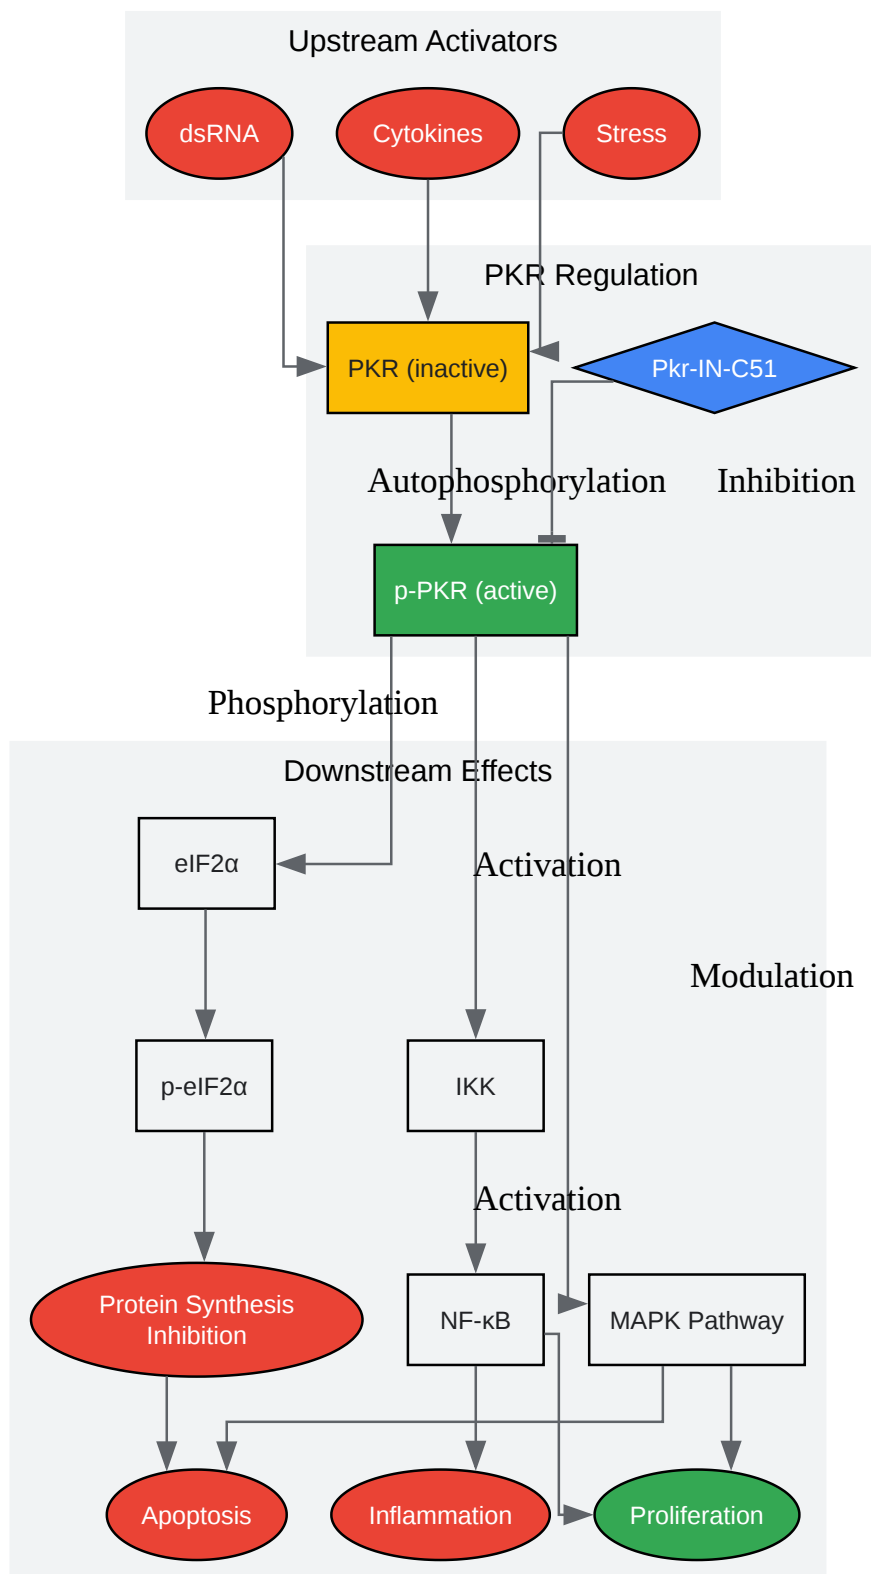 Upstream Activators
dsRNA
Cytokines
Stress
PKR Regulation
PKR (inactive)
Pkr-IN-C51
Autophosphorylation
Inhibition
p-PKR (active)
Phosphorylation
Downstream Effects
eIF2α
Activation
Modulation
p-eIF2α
IKK
Activation
Protein Synthesis
Inhibition
NF-κB
MAPK Pathway
Apoptosis
Inflammation
Proliferation